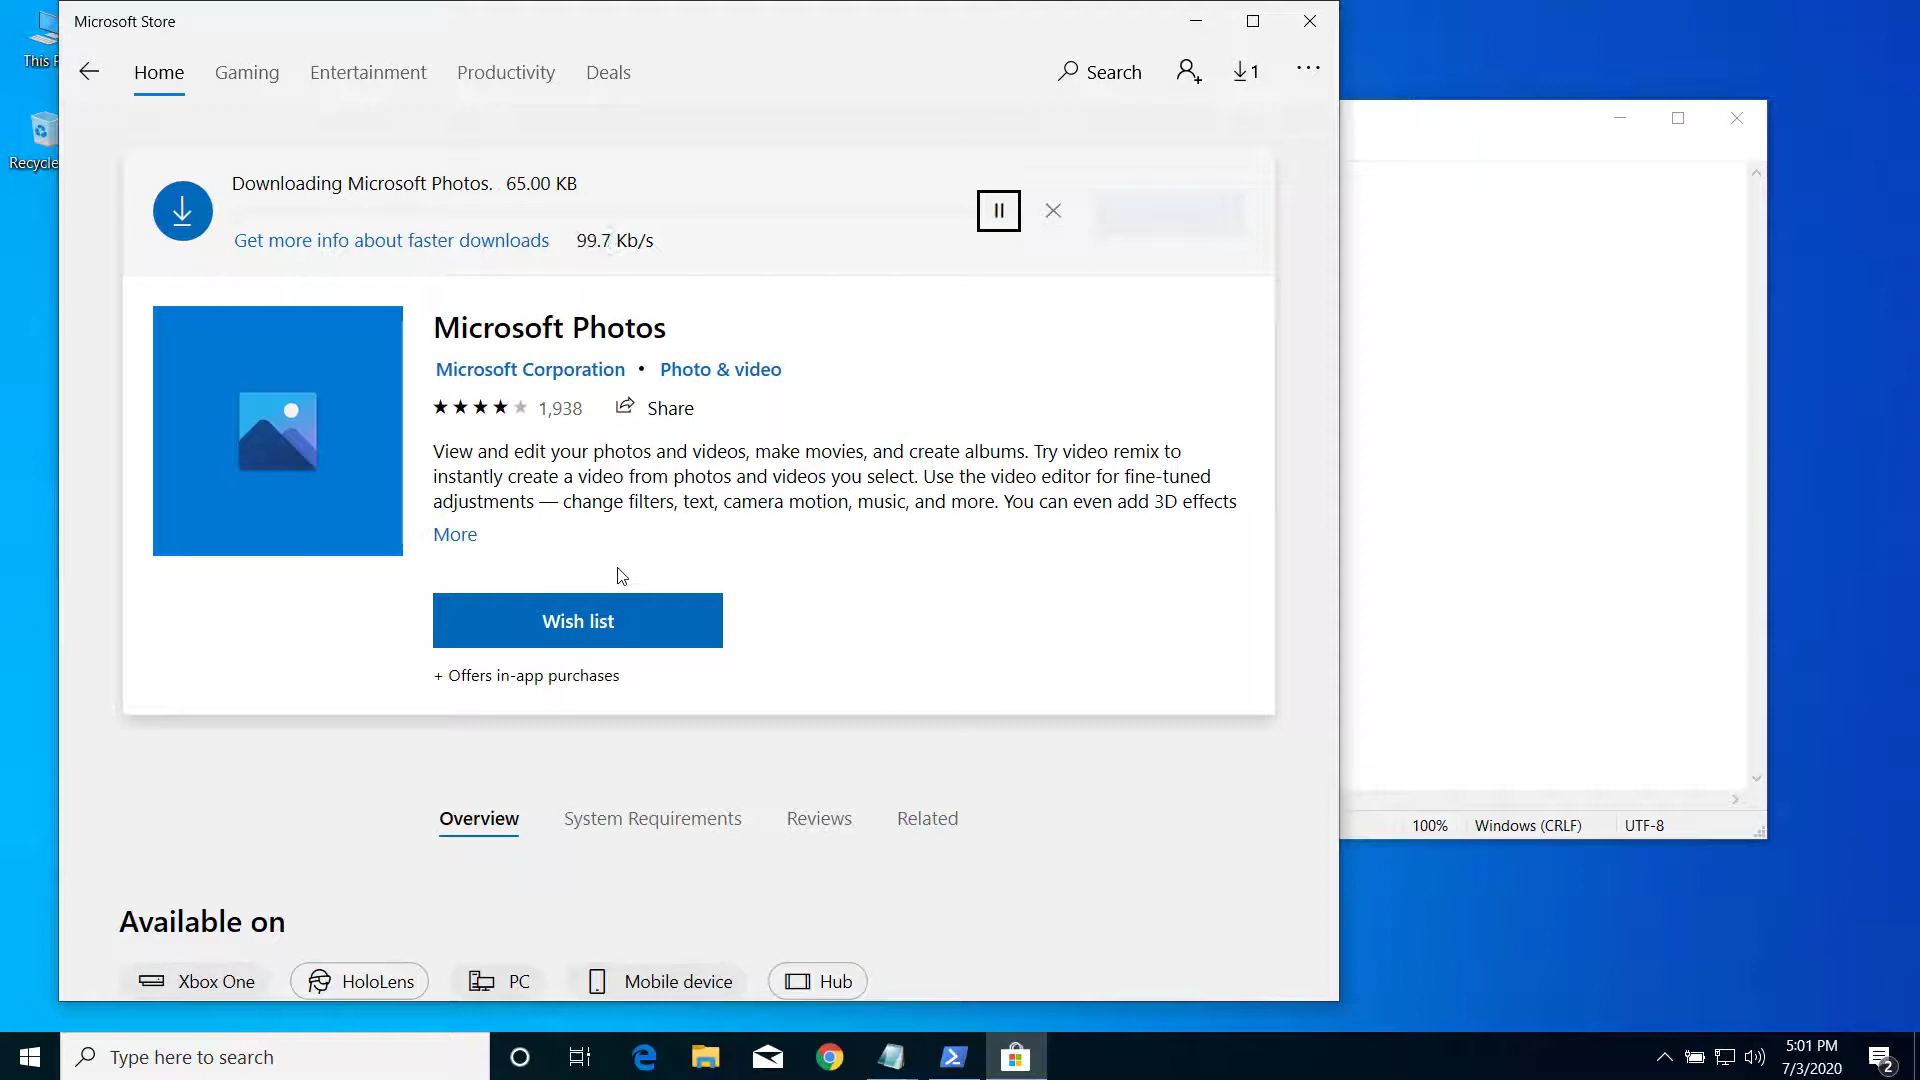 Microsoft Store
This P
Home Gaming Entertainment Productivity Deals Search 1
Recycle
Downloading Microsoft Photos. 65.00 KB
Get more info about faster downloads 99.7 Kb/s
Microsoft Photos
Microsoft Corporation • Photo & video
1,938 Share
View and edit your photos and videos, make movies, and create albums. Try video remix to
instantly create a video from photos and videos you select. Use the video editor for fine-tuned
adjustments — change filters, text, camera motion, music, and more. You can even add 3D effects
More
Wish list
+ Offers in-app purchases
Overview System Requirements Reviews Related
100% Windows (CRLF) UTF-8
Available on
Xbox One HoloLens PC Mobile device Hub
Type here to search
5:01 PM
7/3/2020
2